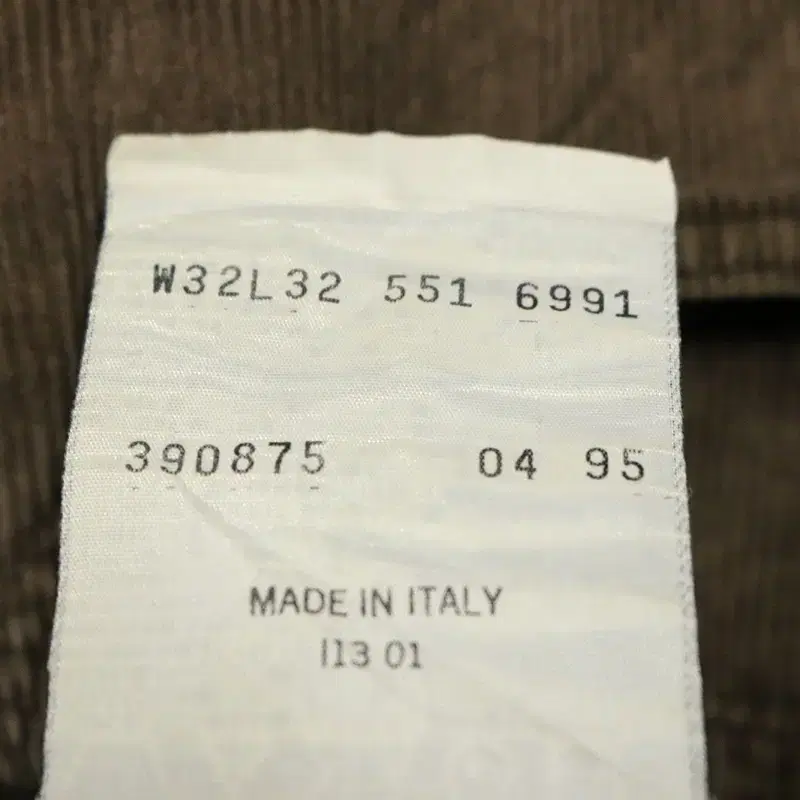 W32L32 551 6991
390875 04 95
MADE IN ITALY
I13 01